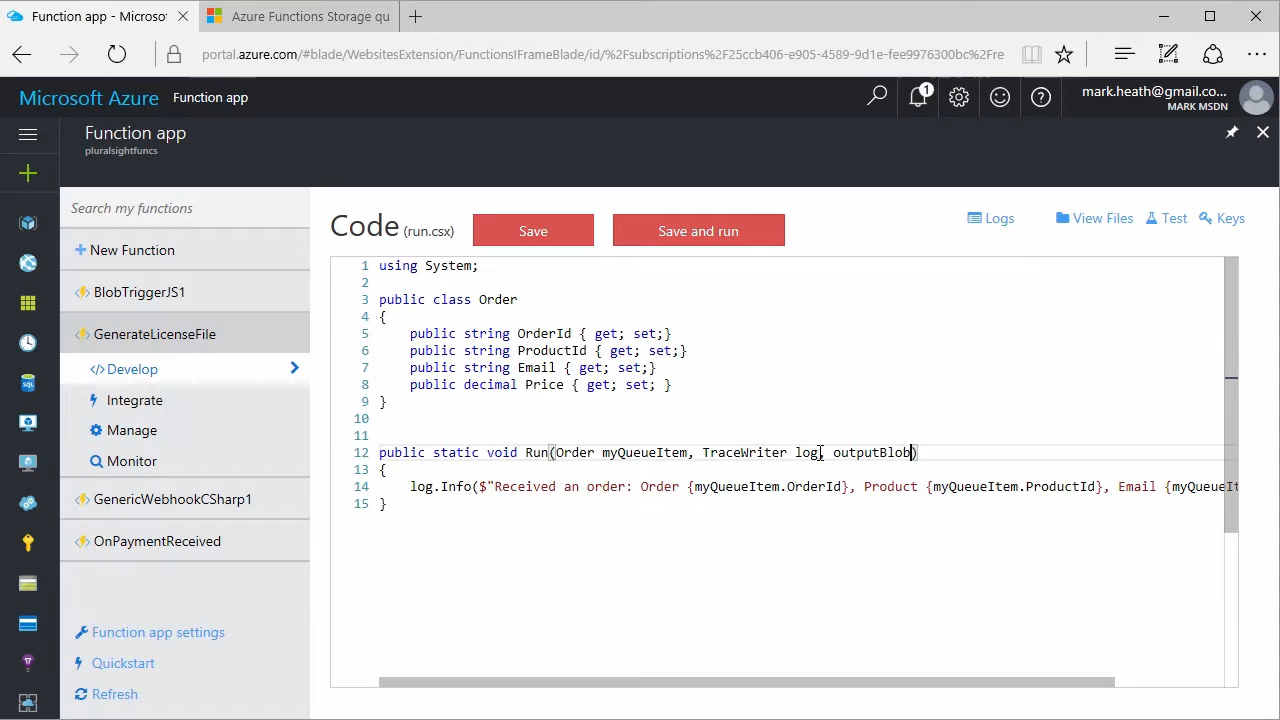 Function app - Microsof
Azure Functions Storage qu
portal.azure.com/#blade/WebsitesExtension/FunctionsIFrameBlade/id/%2Fsubscriptions%2F25ccb406-e905-4589-9d1e-fee9976300bc%2Fre
Microsoft Azure
Function app
1
mark.heath@gmail.co...
MARK MSDN
Function app
pluralsightfuncs
Search my functions
New Function
BlobTriggerJS1
GenerateLicenseFile
Develop
Integrate
Manage
Monitor
GenericWebhookCSharp1
OnPaymentReceived
Function app settings
Quickstart
Refresh
Code (run.csx)
Save
Save and run
Logs
View Files
Test
Keys
1 using System;
2
3 public class Order
4 {
5 public string OrderId { get; set;}
6 public string ProductId { get; set;}
7 public string Email { get; set;}
8 public decimal Price { get; set; }
9 }
10
11
12 public static void Run(Order myQueueItem, TraceWriter log, outputBlob)
13 {
14 log.Info($"Received an order: Order {myQueueItem.OrderId}, Product {myQueueItem.ProductId}, Email {myQueueIt
15 }